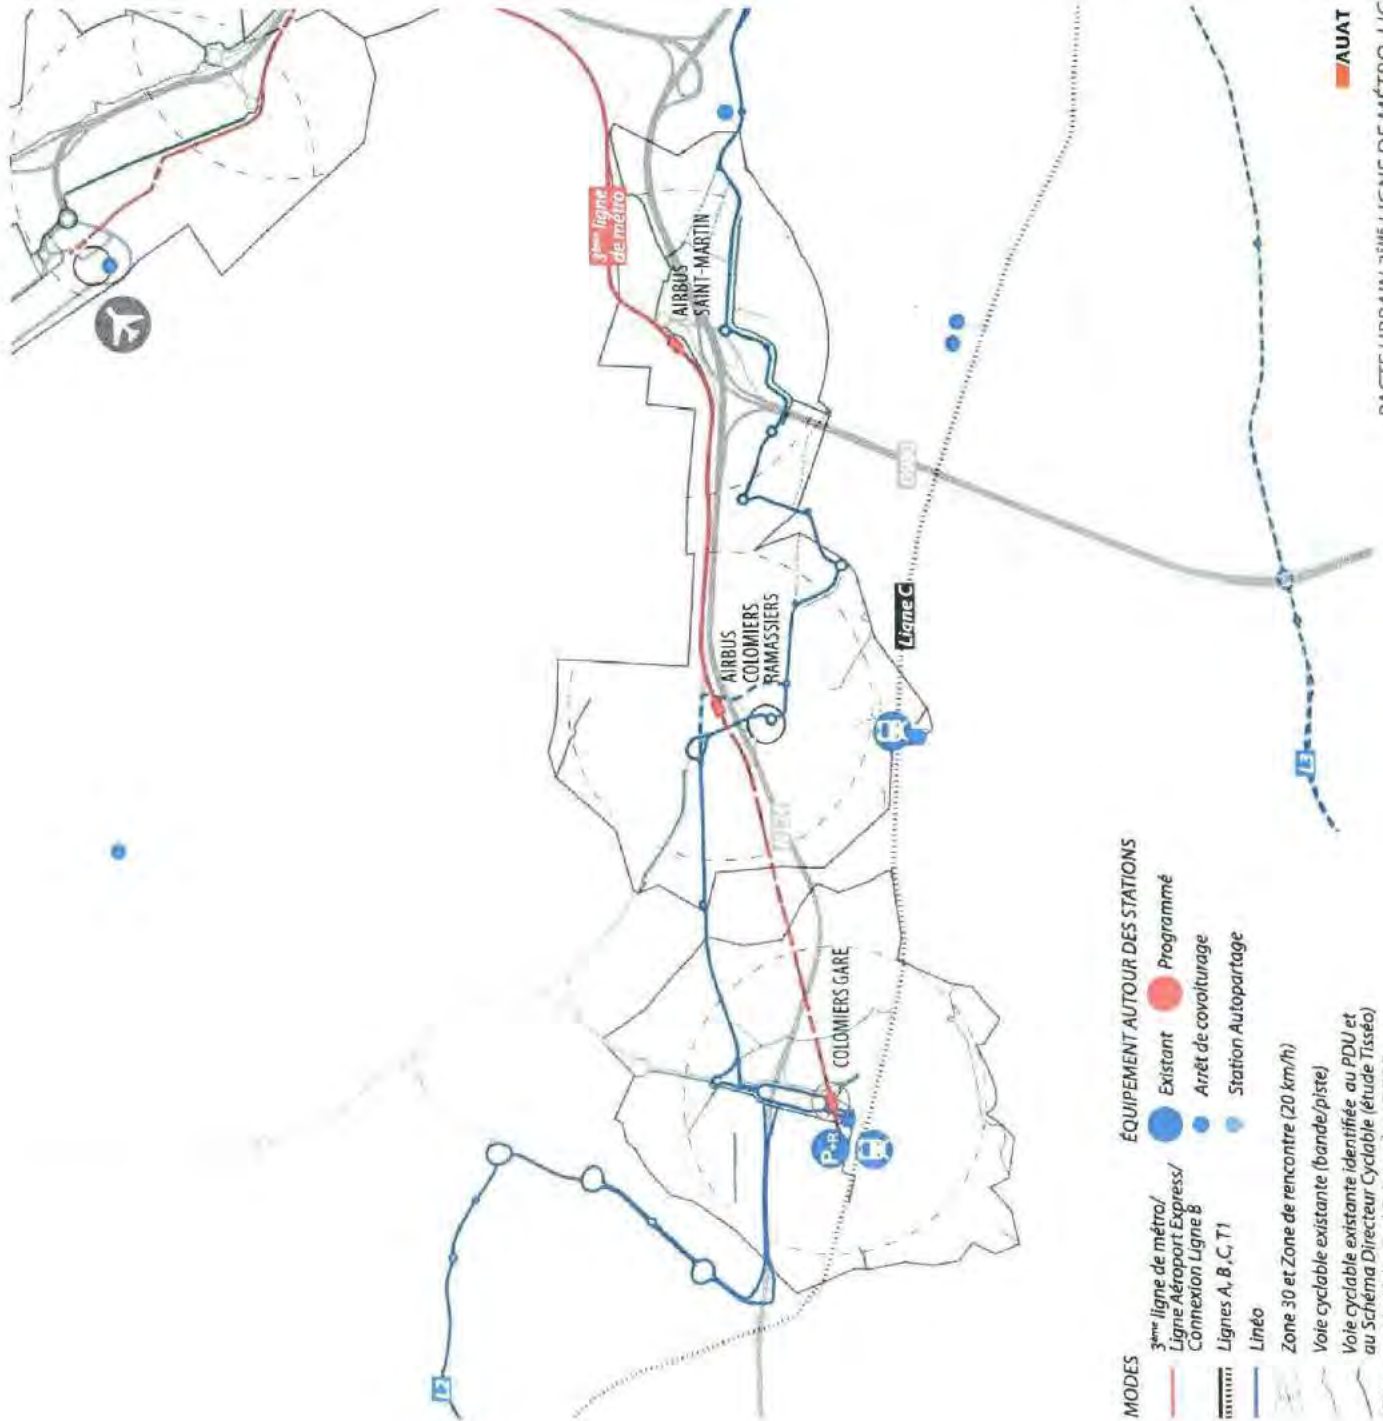 3ème ligne
de métro
AIRBUS
SAINT-MARTIN
AIRBUS
COLOMIERS
RAMASSIERS
Ligne C
COLOMIERS GARE
P+R
L2
L3
MODES
3ème ligne de métro/
Ligne Aéroport Express/
Connexion Ligne B
Lignes A, B, C, T1
Linéo
Zone 30 et Zone de rencontre (20 km/h)
Voie cyclable existante (bande/piste)
Voie cyclable existante identifiée au PDU et
au Schéma Directeur Cyclable (étude Tisséo)
ÉQUIPEMENT AUTOUR DES STATIONS
Existant
Programmé
Arrêt de covoiturage
Station Autopartage
AUAT